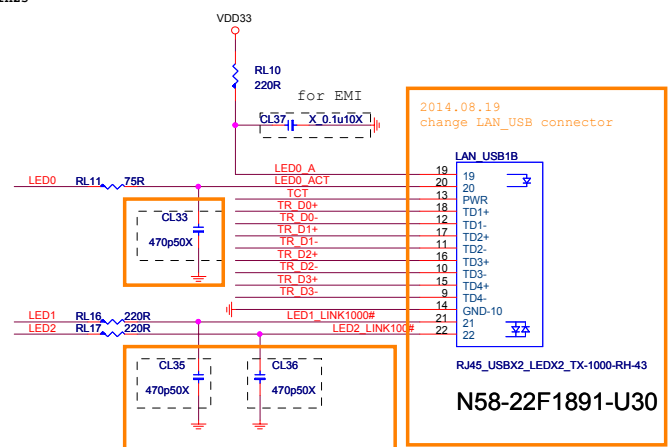 VDD33
RL10
220R
for EMI
CL37 X_0.1u10X
2014.08.19
change LAN_USB connector
LAN_USB1B
LED0_A 19 19
LED0 RL11 75R LED0_ACT 20 20
TCT 13 PWR
TR_D0+ 18 TD1+
TR_D0- 12 TD1-
TR_D1+ 17 TD2+
TR_D1- 11 TD2-
TR_D2+ 16 TD3+
TR_D2- 10 TD3-
TR_D3+ 15 TD4+
TR_D3- 9 TD4-
14 GND-10
CL33
470p50X
LED1 RL16 220R LED1_LINK1000# 21 21
LED2 RL17 220R LED2_LINK100# 22 22
CL35
470p50X
CL36
470p50X
RJ45_USBX2_LEDX2_TX-1000-RH-43
N58-22F1891-U30